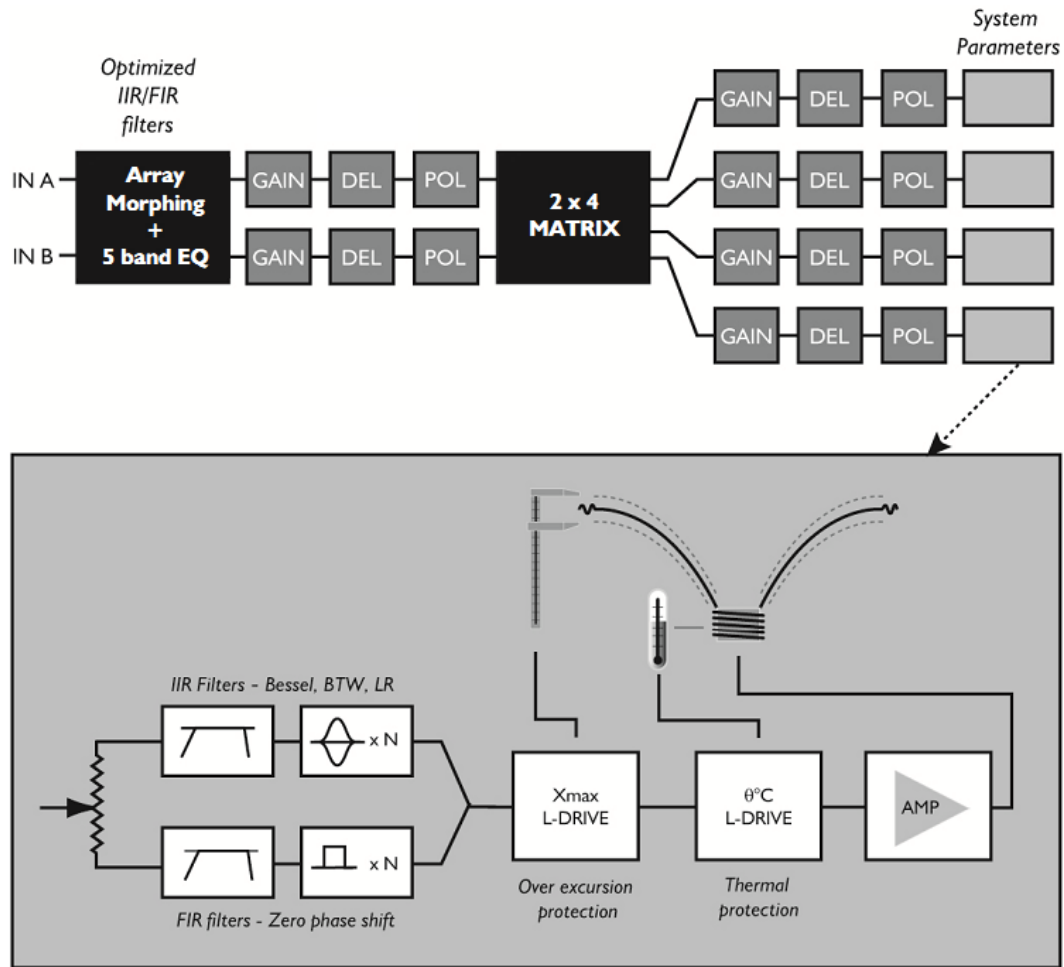 System
Parameters
Optimized
IIR/FIR
filters
GAIN DEL POL
IN A
Array
Morphing
+
5 band EQ
GAIN DEL POL
2 x 4
MATRIX
GAIN DEL POL
IN B
GAIN DEL POL
GAIN DEL POL
GAIN DEL POL
IIR Filters - Bessel, BTW, LR
x N
Xmax
L-DRIVE
θ°C
L-DRIVE
AMP
x N
FIR filters - Zero phase shift
Over excursion
protection
Thermal
protection